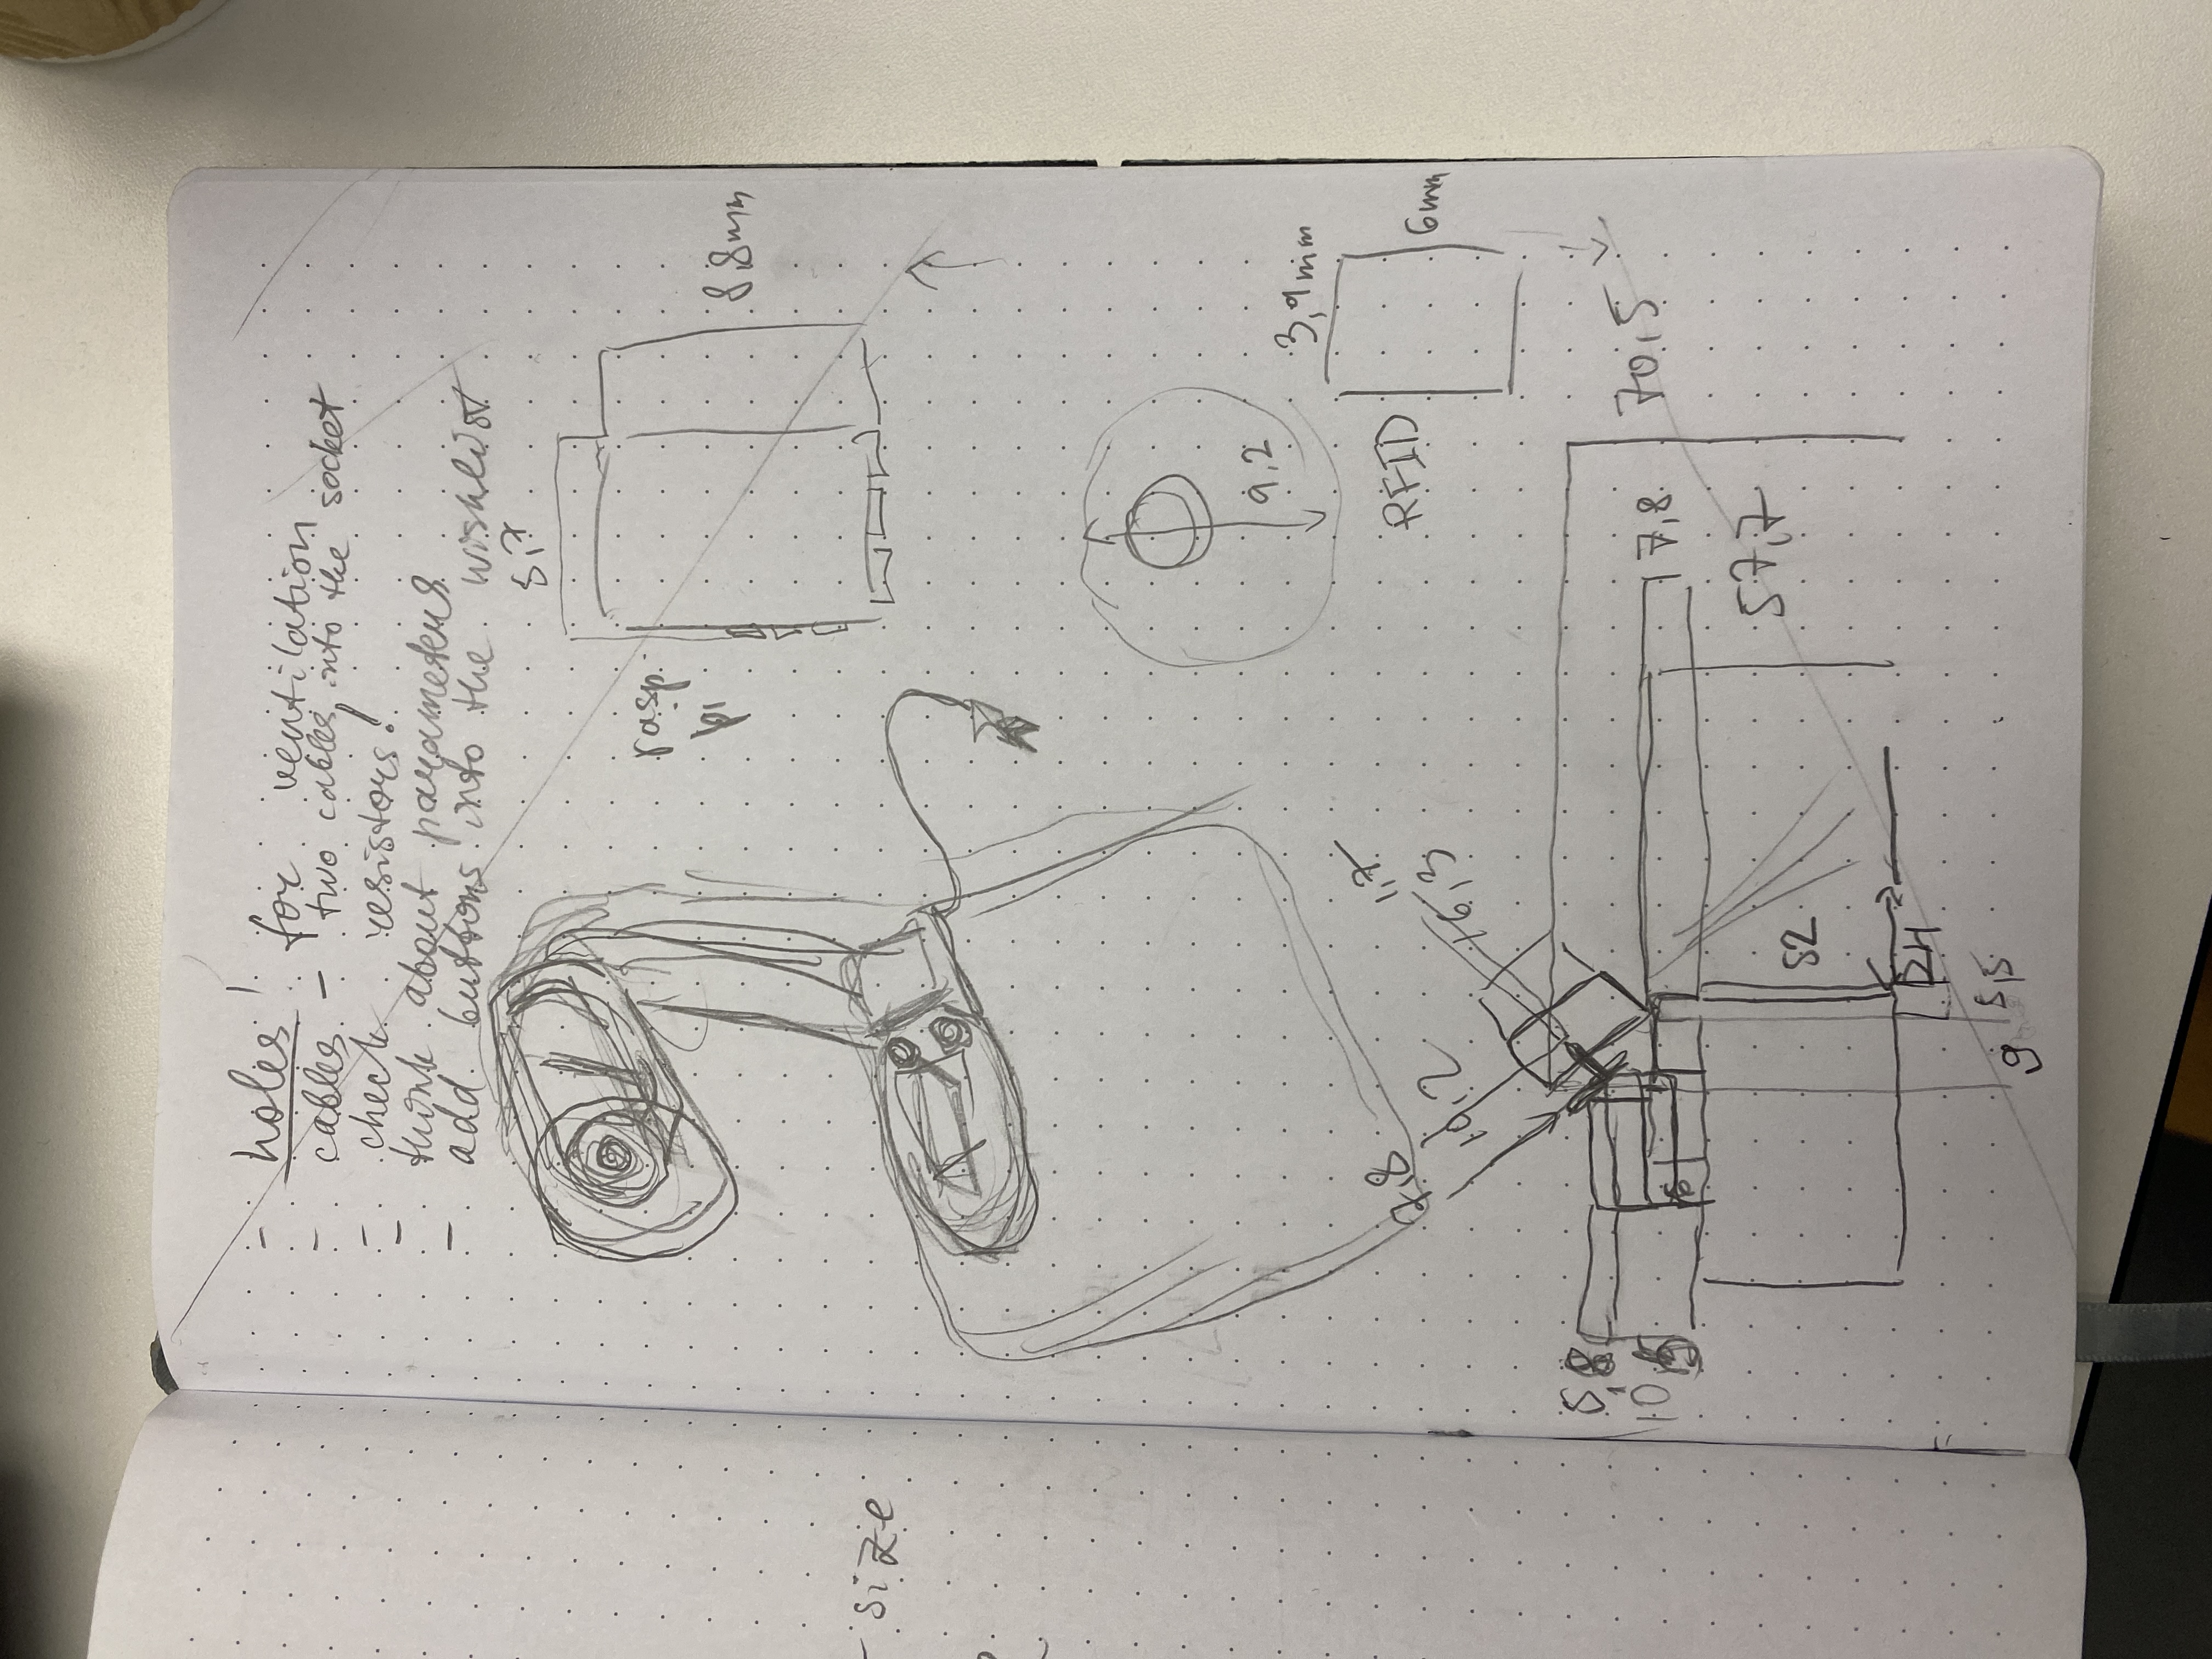 - holes! for ventilation
- cables - two cables into the socket
- check resistors!
- think about parameters
- add buttons into the wishlist
5,7
rasp.
pi
8,8mm
- size
9,2
3,9mm
RFID
6mm
7,8
19,2
1,7
16,3
5,8
10,5
7,8
70,5
57,7
52
24
9
5,5